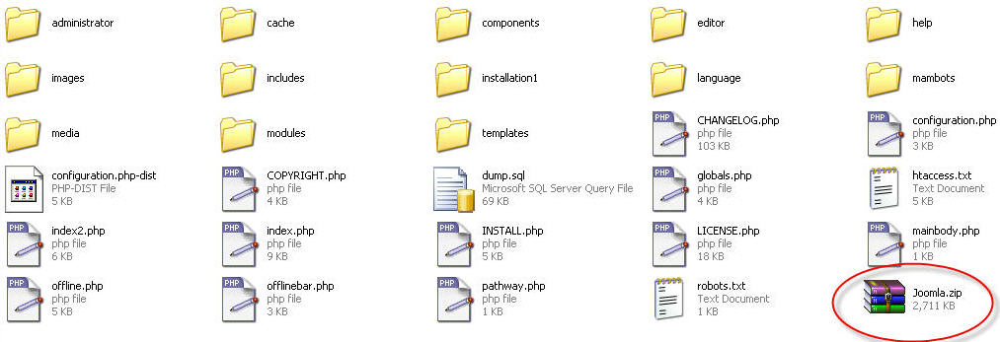 administrator
cache
components
editor
help
images
includes
installation1
language
mambots
media
modules
templates
PHP
CHANGELOG.php
php file
103 KB
PHP
configuration.php
php file
3 KB
configuration.php-dist
PHP-DIST File
5 KB
PHP
COPYRIGHT.php
php file
4 KB
dump.sql
Microsoft SQL Server Query File
69 KB
PHP
globals.php
php file
4 KB
htaccess.txt
Text Document
5 KB
PHP
index2.php
php file
6 KB
PHP
index.php
php file
9 KB
PHP
INSTALL.php
php file
5 KB
PHP
LICENSE.php
php file
18 KB
PHP
mainbody.php
php file
1 KB
PHP
offline.php
php file
5 KB
PHP
offlinebar.php
php file
3 KB
PHP
pathway.php
php file
1 KB
robots.txt
Text Document
1 KB
Joomla.zip
2,711 KB